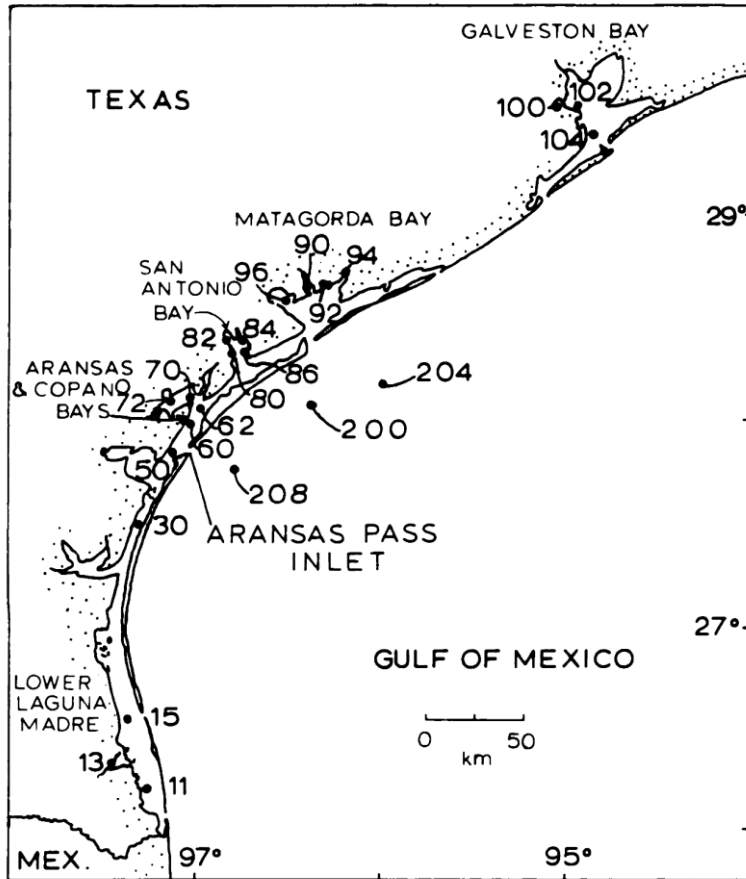 GALVESTON BAY
TEXAS
102
100
104
29°
MATAGORDA BAY
90
94
SAN
ANTONIO
BAY
96
92
82
84
86
ARANSAS
& COPANO
BAYS
70
72
80
62
60
204
200
50
208
30
ARANSAS PASS
INLET
27°
GULF OF MEXICO
LOWER
LAGUNA
MADRE
15
0 50
km
13
11
MEX.
97°
95°